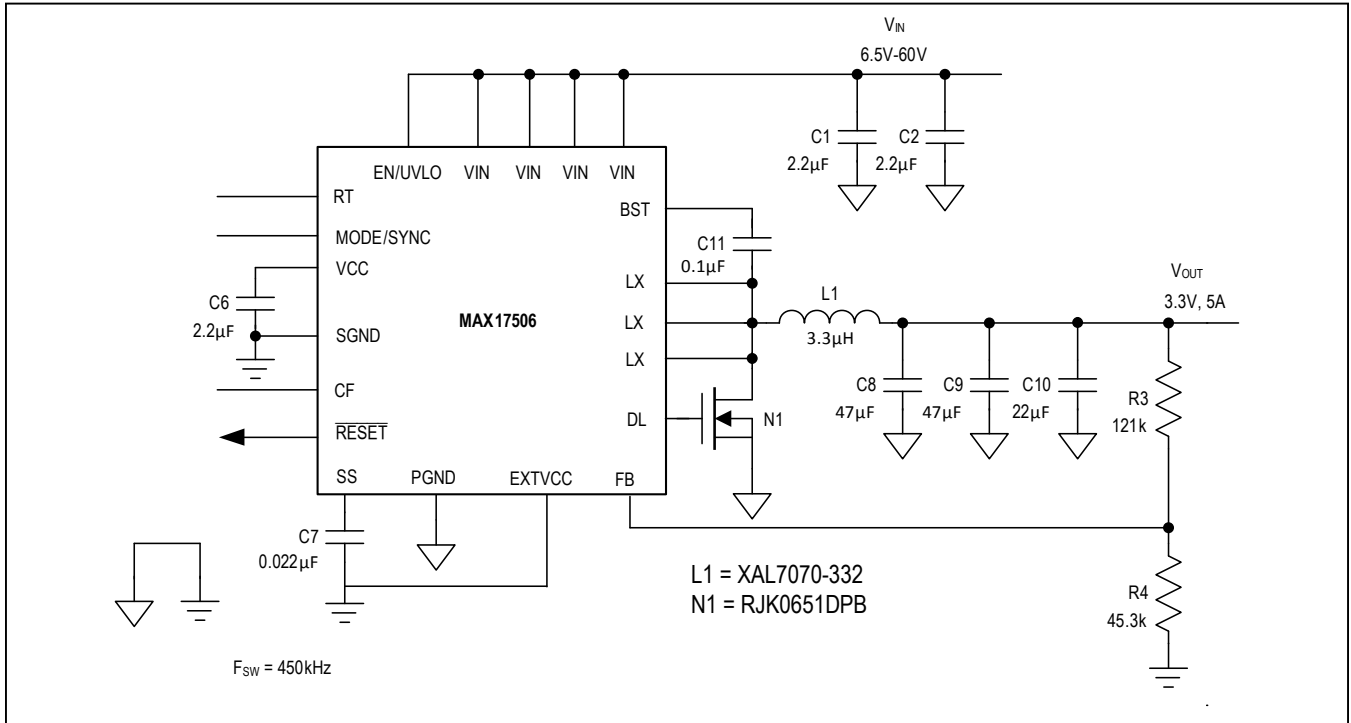 VIN
6.5V-60V
C1
2.2µF
C2
2.2µF
EN/UVLO VIN VIN VIN VIN
RT
MODE/SYNC
VCC
C6
2.2µF
SGND
CF
RESET
MAX17506
BST
C11
0.1µF
LX
LX
LX
DL
N1
L1
3.3µH
VOUT
3.3V, 5A
C8
47µF
C9
47µF
C10
22µF
R3
121k
SS PGND EXTVCC FB
C7
0.022µF
L1 = XAL7070-332
N1 = RJK0651DPB
R4
45.3k
FSW = 450kHz